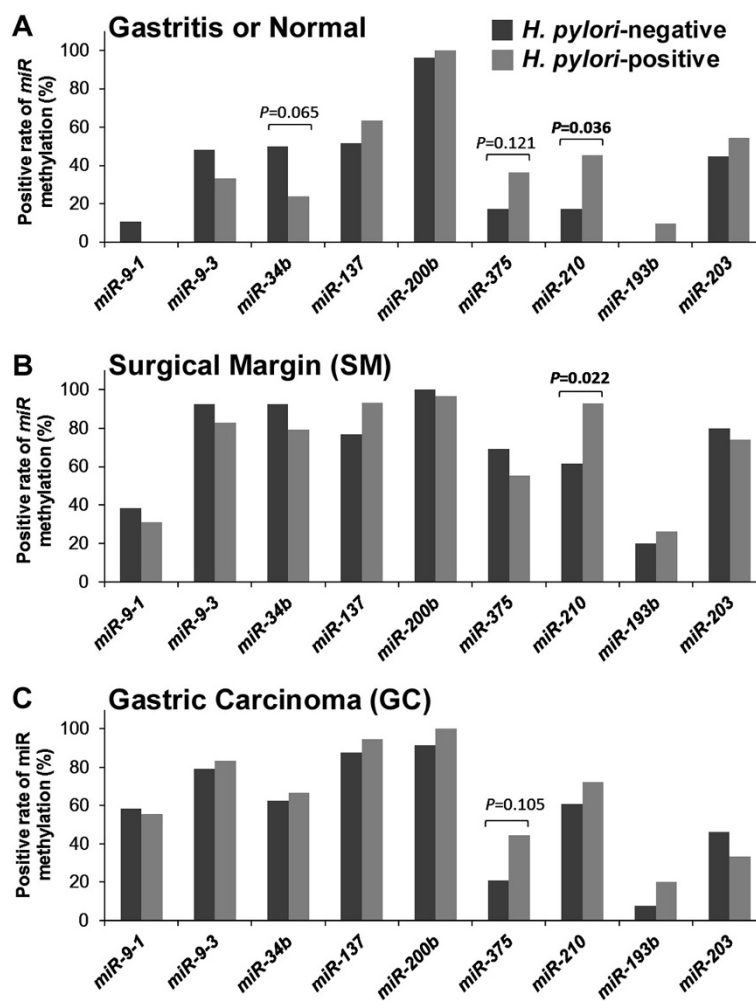 A Gastritis or Normal
H. pylori-negative
H. pylori-positive
Positive rate of miR
methylation (%)
100
80
60
40
20
0
P=0.065
P=0.121
P=0.036
miR-9-1
miR-9-3
miR-34b
miR-137
miR-200b
miR-375
miR-210
miR-193b
miR-203
B Surgical Margin (SM)
Positive rate of miR
methylation (%)
100
80
60
40
20
0
P=0.022
miR-9-1
miR-9-3
miR-34b
miR-137
miR-200b
miR-375
miR-210
miR-193b
miR-203
C Gastric Carcinoma (GC)
Positive rate of miR
methylation (%)
100
80
60
40
20
0
P=0.105
miR-9-1
miR-9-3
miR-34b
miR-137
miR-200b
miR-375
miR-210
miR-193b
miR-203